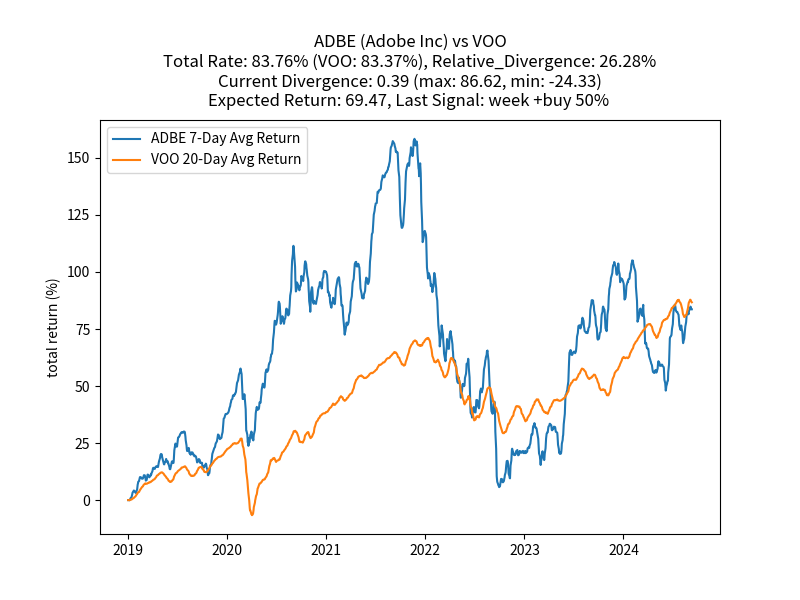 ADBE (Adobe Inc) vs VOO
Total Rate: 83.76% (VOO: 83.37%), Relative_Divergence: 26.28%
Current Divergence: 0.39 (max: 86.62, min: -24.33)
Expected Return: 69.47, Last Signal: week +buy 50%
ADBE 7-Day Avg Return
VOO 20-Day Avg Return
total return (%)
150
125
100
75
50
25
0
2019 2020 2021 2022 2023 2024